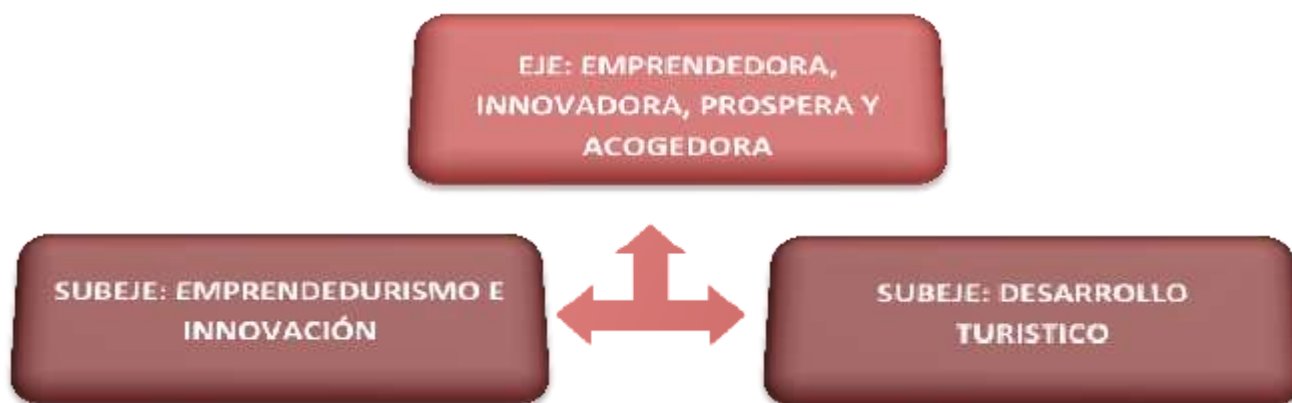 EJE: EMPRENDEDORA,
INNOVADORA, PROSPERA Y
ACOGEDORA
SUBEJE: EMPRENDEDURISMO E
INNOVACIÓN
SUBEJE: DESARROLLO
TURISTICO